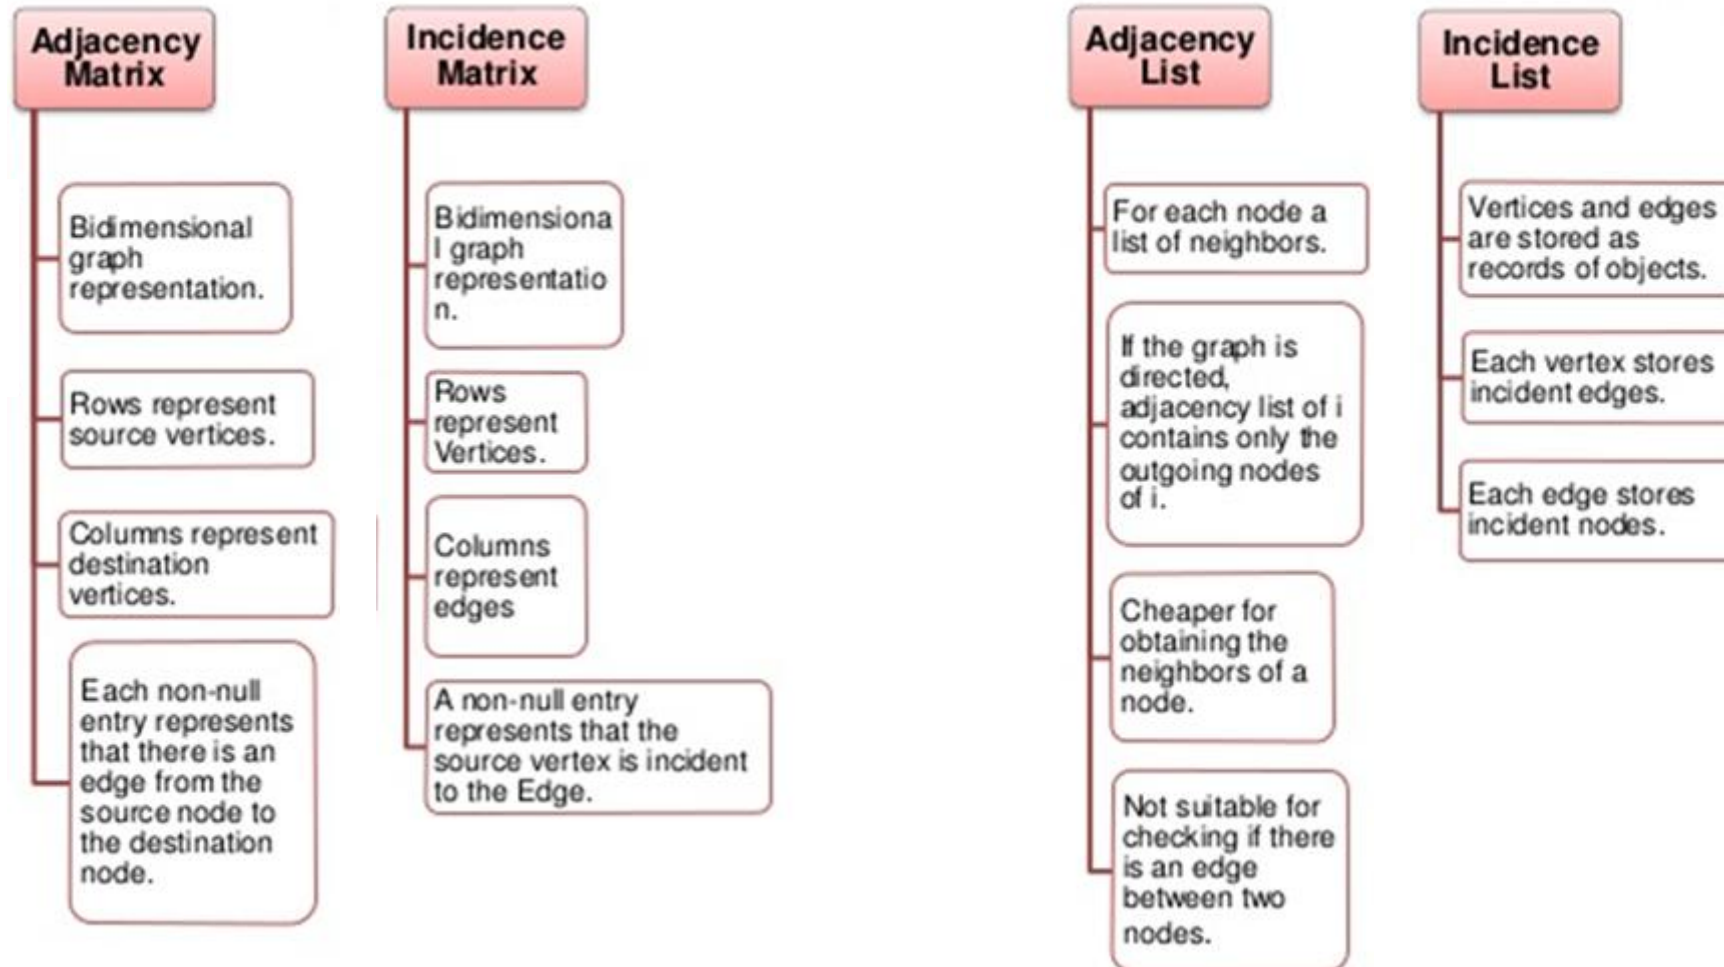 Adjacency
Matrix
Bidimensional
graph
representation.
Rows represent
source vertices.
Columns represent
destination
vertices.
Each non-null
entry represents
that there is an
edge from the
source node to
the destination
node.
Incidence
Matrix
Bidimensiona
l graph
representatio
n.
Rows
represent
Vertices.
Columns
represent
edges
A non-null entry
represents that the
source vertex is incident
to the Edge.
Adjacency
List
For each node a
list of neighbors.
If the graph is
directed,
adjacency list of i
contains only the
outgoing nodes
of i.
Cheaper for
obtaining the
neighbors of a
node.
Not suitable for
checking if there
is an edge
between two
nodes.
Incidence
List
Vertices and edges
are stored as
records of objects.
Each vertex stores
incident edges.
Each edge stores
incident nodes.